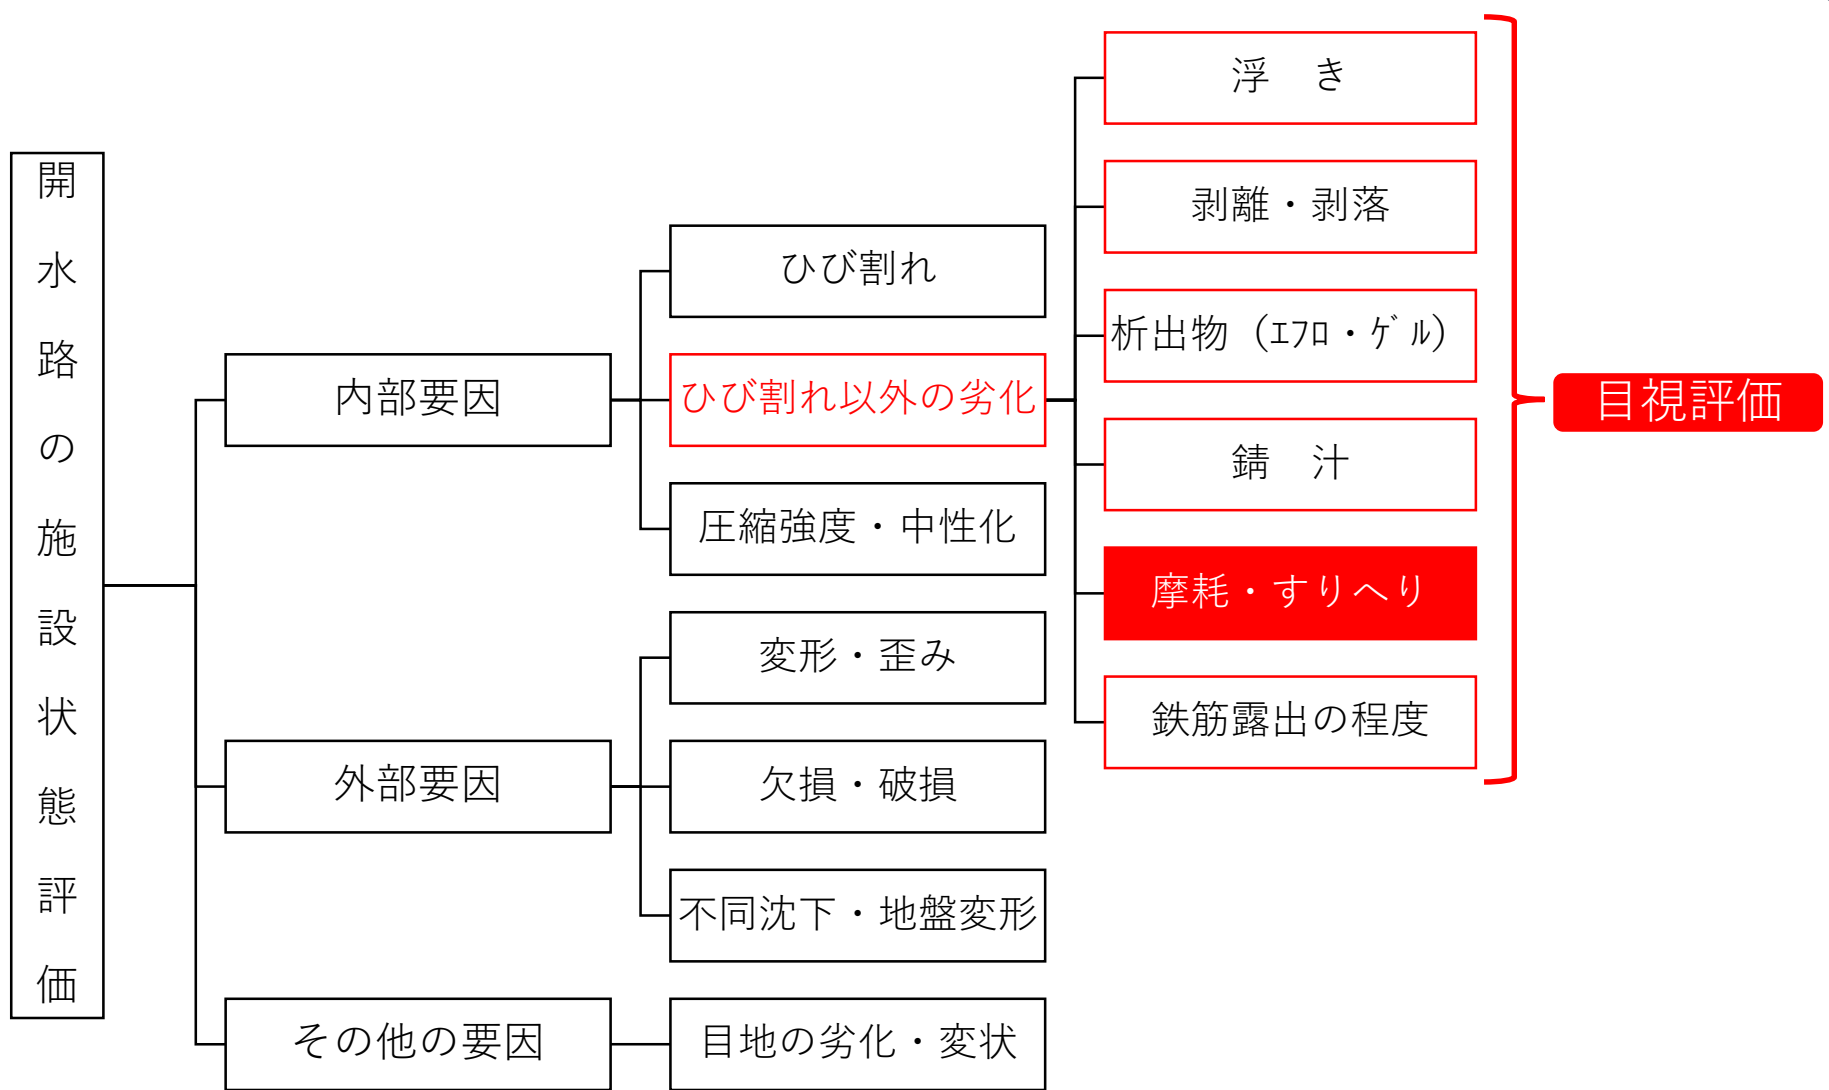 開水路の施設状態評価
内部要因
ひび割れ
ひび割れ以外の劣化
浮　き
剥離・剥落
析出物（ｴﾌﾛ・ｹﾞﾙ）
錆　汁
摩耗・すりへり
鉄筋露出の程度
目視評価
圧縮強度・中性化
外部要因
変形・歪み
欠損・破損
不同沈下・地盤変形
その他の要因
目地の劣化・変状